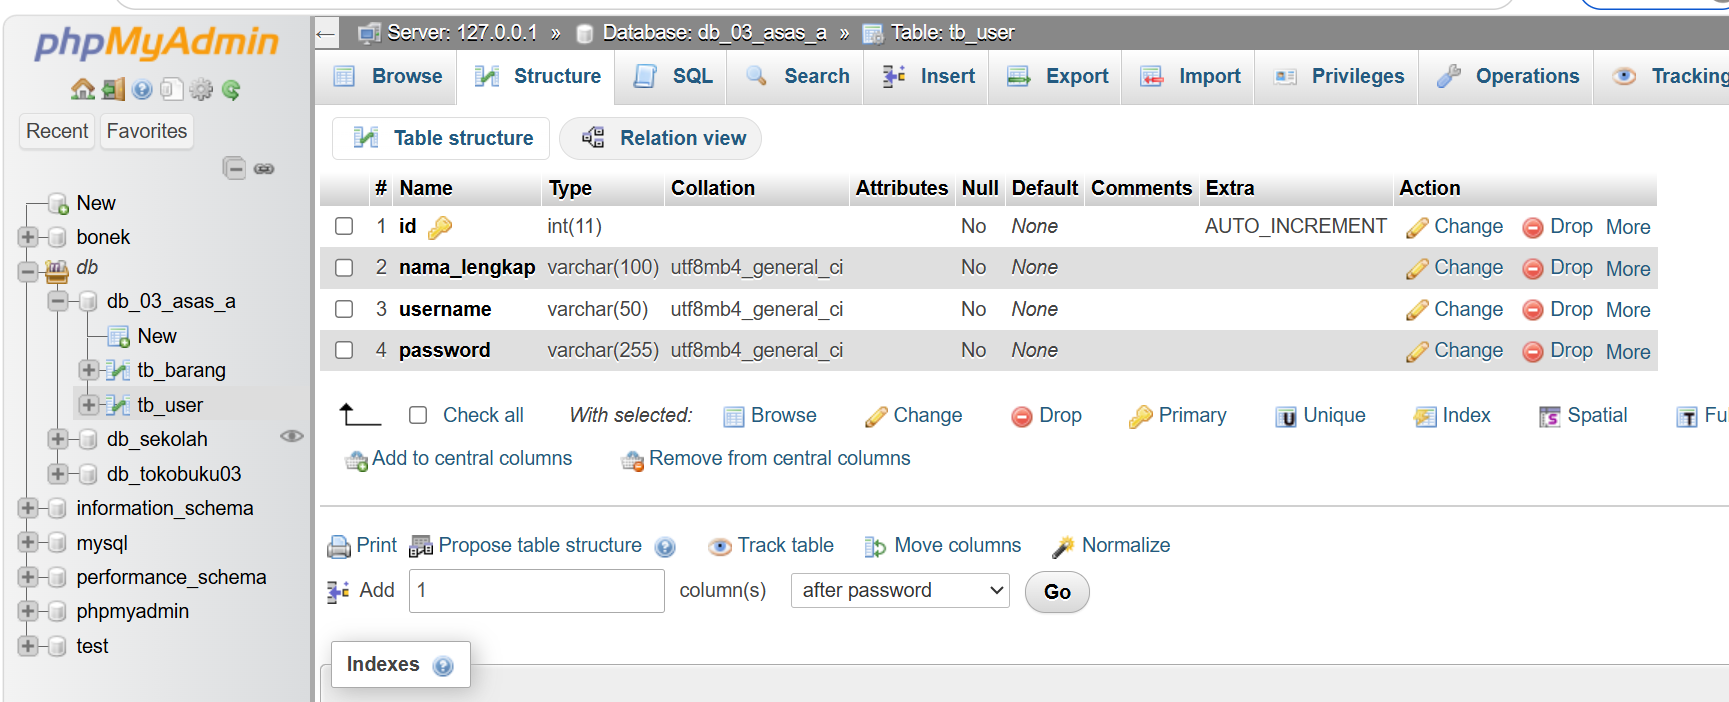 phpMyAdmin
Recent
Favorites
New
bonek
db
db_03_asas_a
New
tb_barang
tb_user
db_sekolah
db_tokobuku03
information_schema
mysql
performance_schema
phpmyadmin
test
← Server: 127.0.0.1 » Database: db_03_asas_a » Table: tb_user
Browse Structure SQL Search Insert Export Import Privileges Operations Tracking
Table structure Relation view
# Name Type Collation Attributes Null Default Comments Extra Action
1 id int(11) No None AUTO_INCREMENT Change Drop More
2 nama_lengkap varchar(100) utf8mb4_general_ci No None Change Drop More
3 username varchar(50) utf8mb4_general_ci No None Change Drop More
4 password varchar(255) utf8mb4_general_ci No None Change Drop More
Check all With selected: Browse Change Drop Primary Unique Index Spatial
Add to central columns Remove from central columns
Print Propose table structure Track table Move columns Normalize
Add 1 column(s) after password Go
Indexes